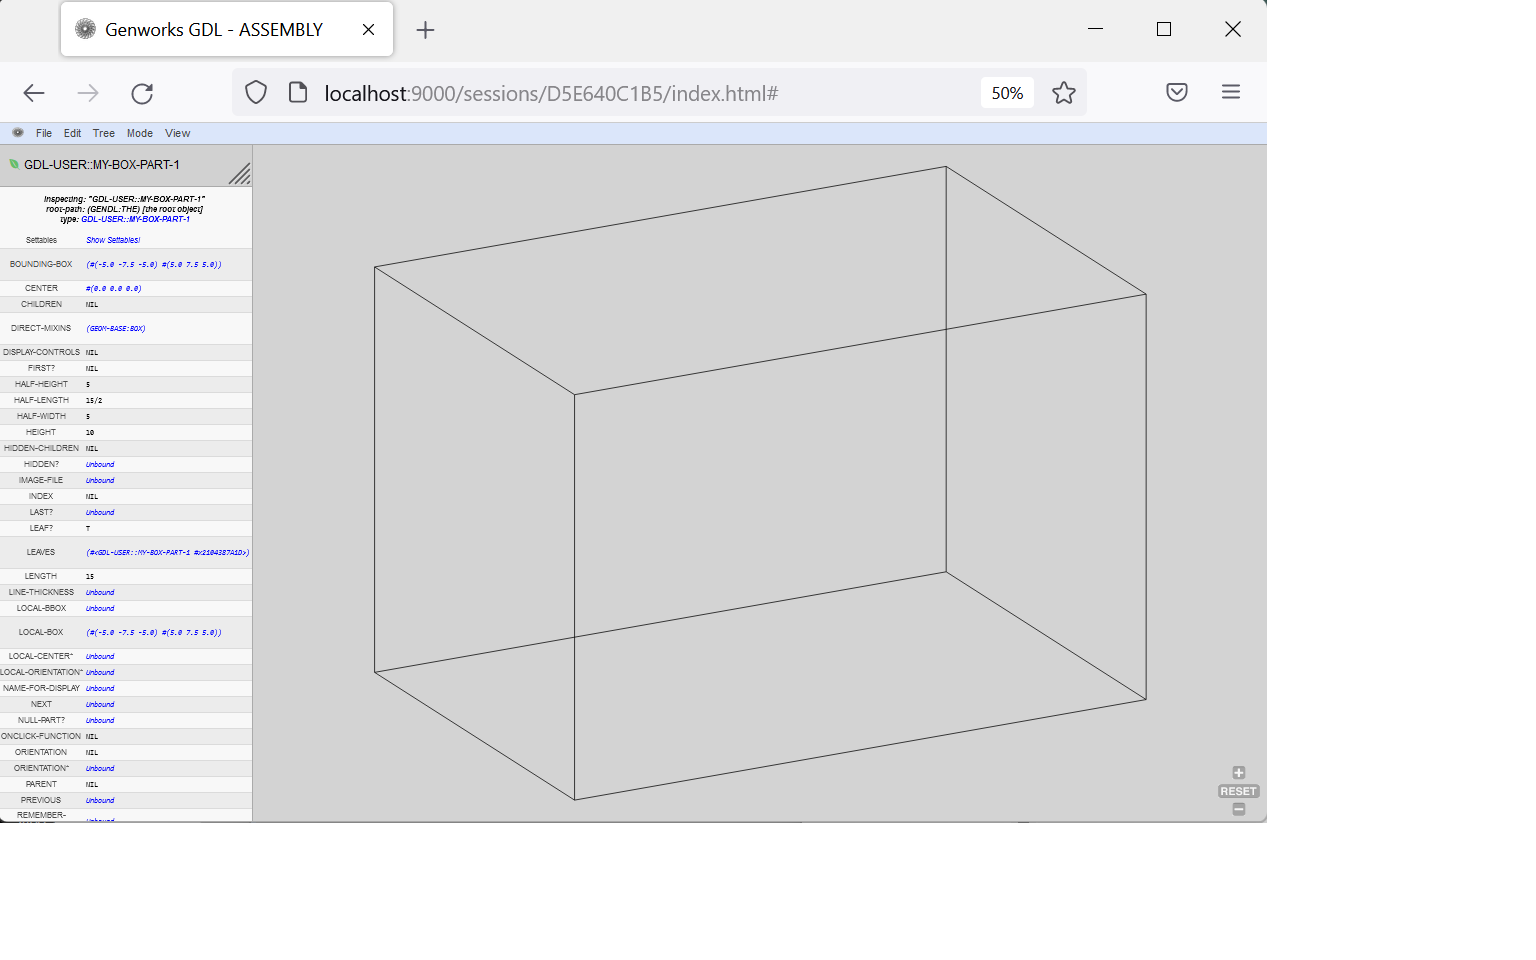 Genworks GDL - ASSEMBLY
localhost:9000/sessions/D5E640C1B5/index.html#
50%
File Edit Tree Mode View
GDL-USER::MY-BOX-PART-1
Inspecting: "GDL-USER::MY-BOX-PART-1"
root-path: (GENDL:THE) [the root object]
type: GDL-USER::MY-BOX-PART-1
Settables Show Settables!
BOUNDING-BOX (#(-5.0 -7.5 -5.0) #(5.0 7.5 5.0))
CENTER #(0.0 0.0 0.0)
CHILDREN NIL
DIRECT-MIXINS (GEOM-BASE:BOX)
DISPLAY-CONTROLS NIL
FIRST? NIL
HALF-HEIGHT 5
HALF-LENGTH 15/2
HALF-WIDTH 5
HEIGHT 10
HIDDEN-CHILDREN NIL
HIDDEN? Unbound
IMAGE-FILE Unbound
INDEX NIL
LAST? Unbound
LEAF? T
LEAVES (#<GDL-USER::MY-BOX-PART-1 #x2104387A1D>)
LENGTH 15
LINE-THICKNESS Unbound
LOCAL-BBOX Unbound
LOCAL-BOX (#(-5.0 -7.5 -5.0) #(5.0 7.5 5.0))
LOCAL-CENTER* Unbound
LOCAL-ORIENTATION* Unbound
NAME-FOR-DISPLAY Unbound
NEXT Unbound
NULL-PART? Unbound
ONCLICK-FUNCTION NIL
ORIENTATION NIL
ORIENTATION* Unbound
PARENT NIL
PREVIOUS Unbound
REMEMBER-
RESET